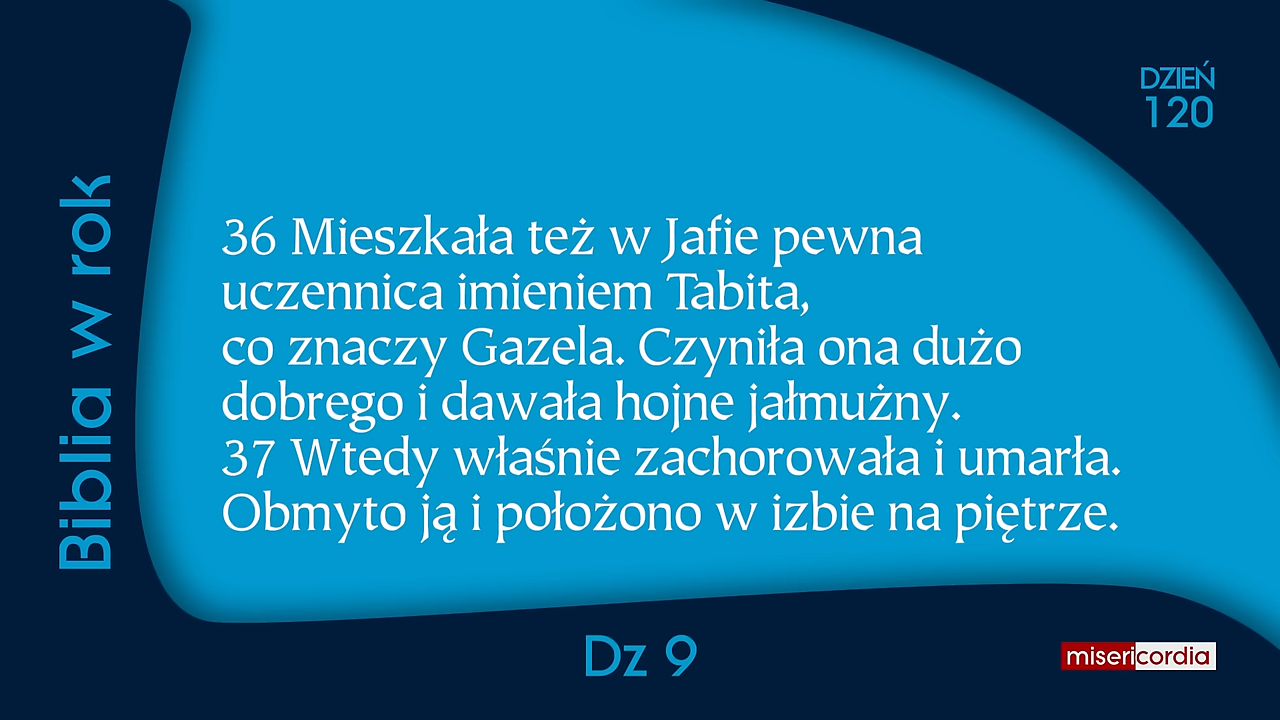 DZIEŃ
120
Biblia w rok
36 Mieszkała też w Jafie pewna
uczennica imieniem Tabita,
co znaczy Gazela. Czyniła ona dużo
dobrego i dawała hojne jałmużny.
37 Wtedy właśnie zachorowała i umarła.
Obmyto ją i położono w izbie na piętrze.
Dz 9
misericordia